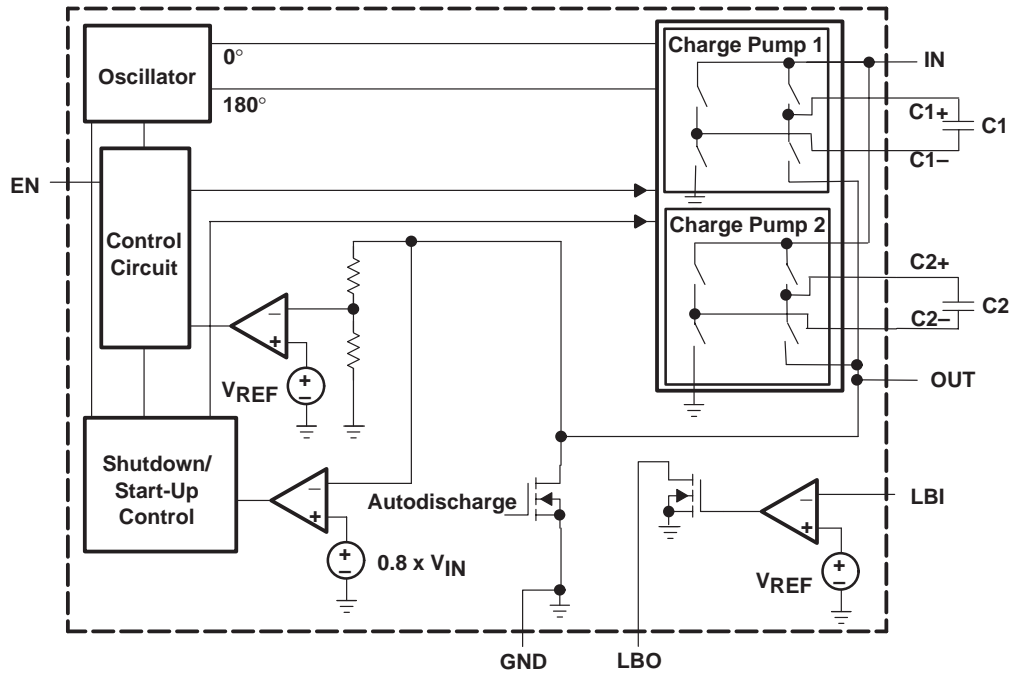 Oscillator
0°
180°
Charge Pump 1
IN
C1+
C1
C1–
EN
Control
Circuit
Charge Pump 2
C2+
C2
C2–
–
+
VREF
+
–
OUT
Shutdown/
Start-Up
Control
–
+
0.8 x VIN
+
–
Autodischarge
–
+
LBI
VREF
+
–
GND
LBO